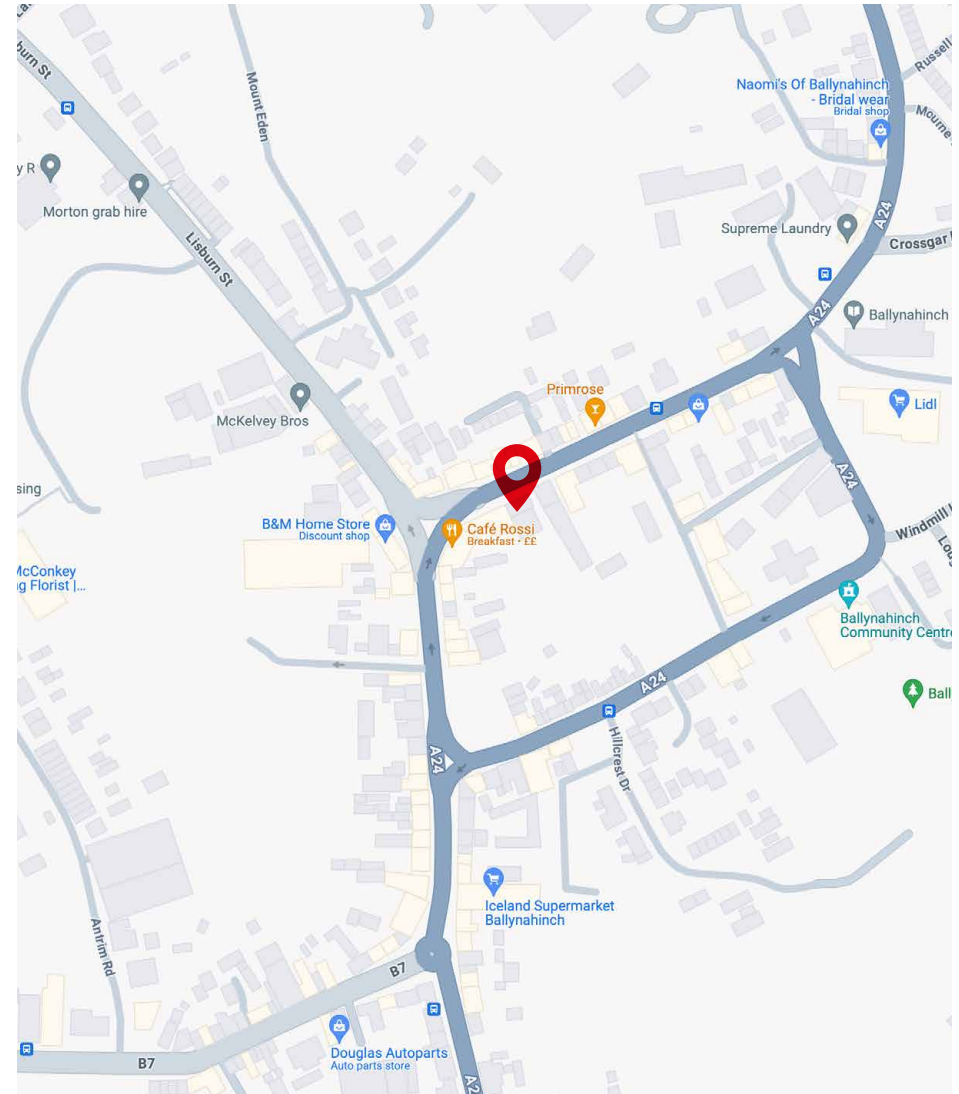 burn St
Mount Eden
Russell
Naomi's Of Ballynahinch
- Bridal wear
Bridal shop
Mourne
y R
Morton grab hire
Supreme Laundry
A24
Crossgar
Lisburn St
A24
Ballynahinch
Primrose
Lidl
McKelvey Bros
A24
sing
B&M Home Store
Discount shop
Café Rossi
Breakfast · ££
Windmill
McConkey
g Florist |...
Ballynahinch
Community Centre
A24
Ball
Hillcrest Dr
A24
Iceland Supermarket
Ballynahinch
Antrim Rd
B7
Douglas Autoparts
Auto parts store
B7
A2